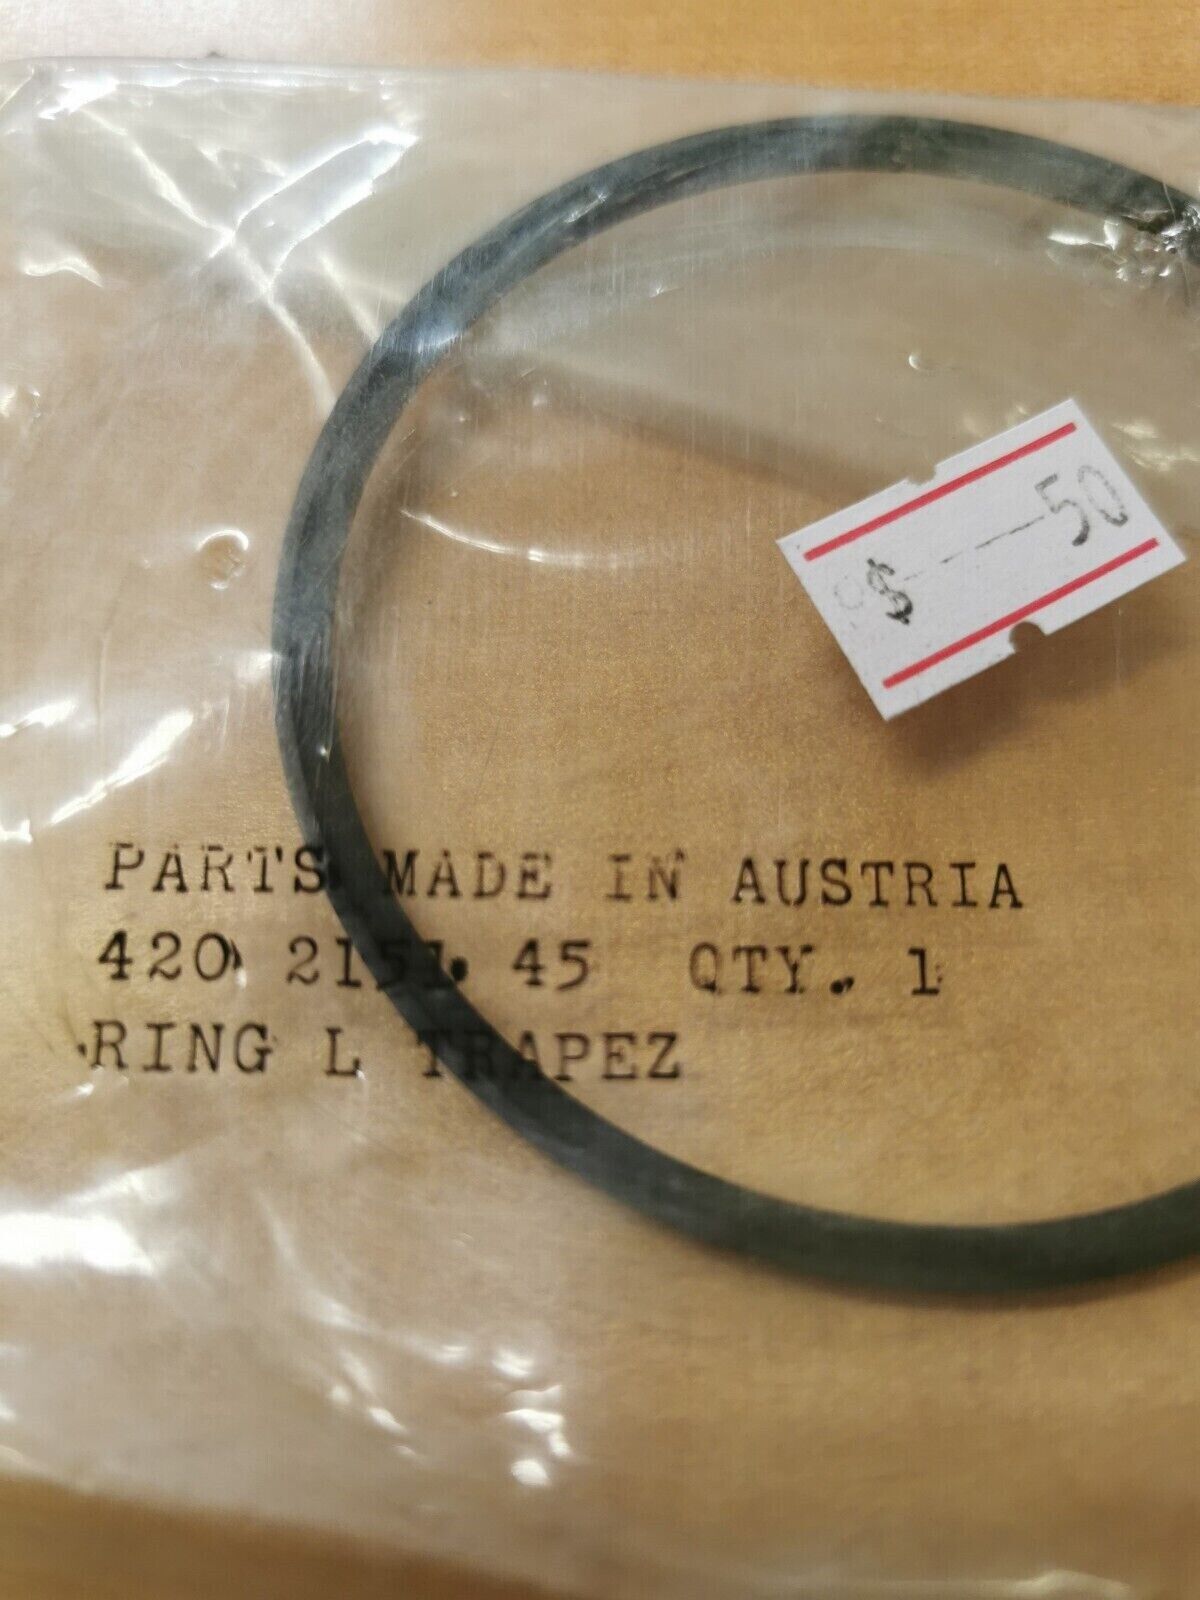 $ ---- 50
PARTS MADE IN AUSTRIA
420 2151 45 QTY. 1
RING L TRAPEZ